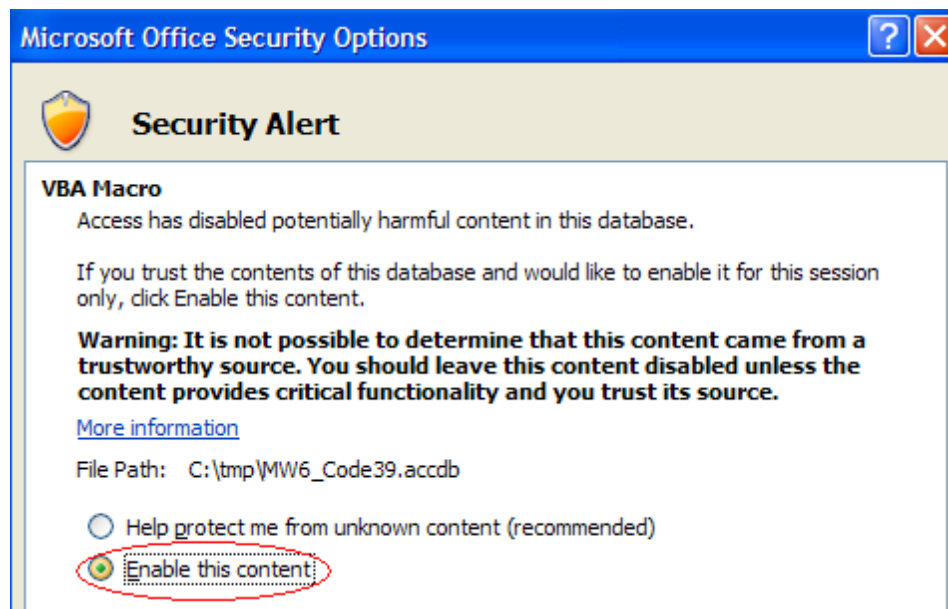 Microsoft Office Security Options
Security Alert
VBA Macro
Access has disabled potentially harmful content in this database.
If you trust the contents of this database and would like to enable it for this session
only, click Enable this content.
Warning: It is not possible to determine that this content came from a
trustworthy source. You should leave this content disabled unless the
content provides critical functionality and you trust its source.
More information
File Path: C:\tmp\MW6_Code39.accdb
Help protect me from unknown content (recommended)
Enable this content